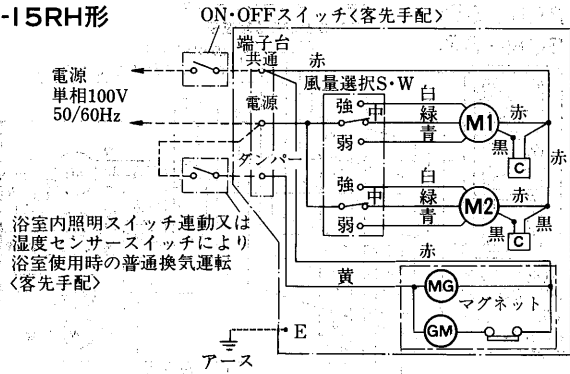 -15RH形
ON・OFFスイッチ〈客先手配〉
端子台
共通
赤
電源
単相100V
50/60Hz
風量選択S・W
電源
強
中
弱
白
緑
青
M1
赤
黒
C
赤
ダンパー
強
中
弱
白
緑
青
M2
赤
黒
黒
C
浴室内照明スイッチ連動又は
湿度センサースイッチにより
浴室使用時の普通換気運転
〈客先手配〉
赤
黄
MG
マグネット
GM
E
アース